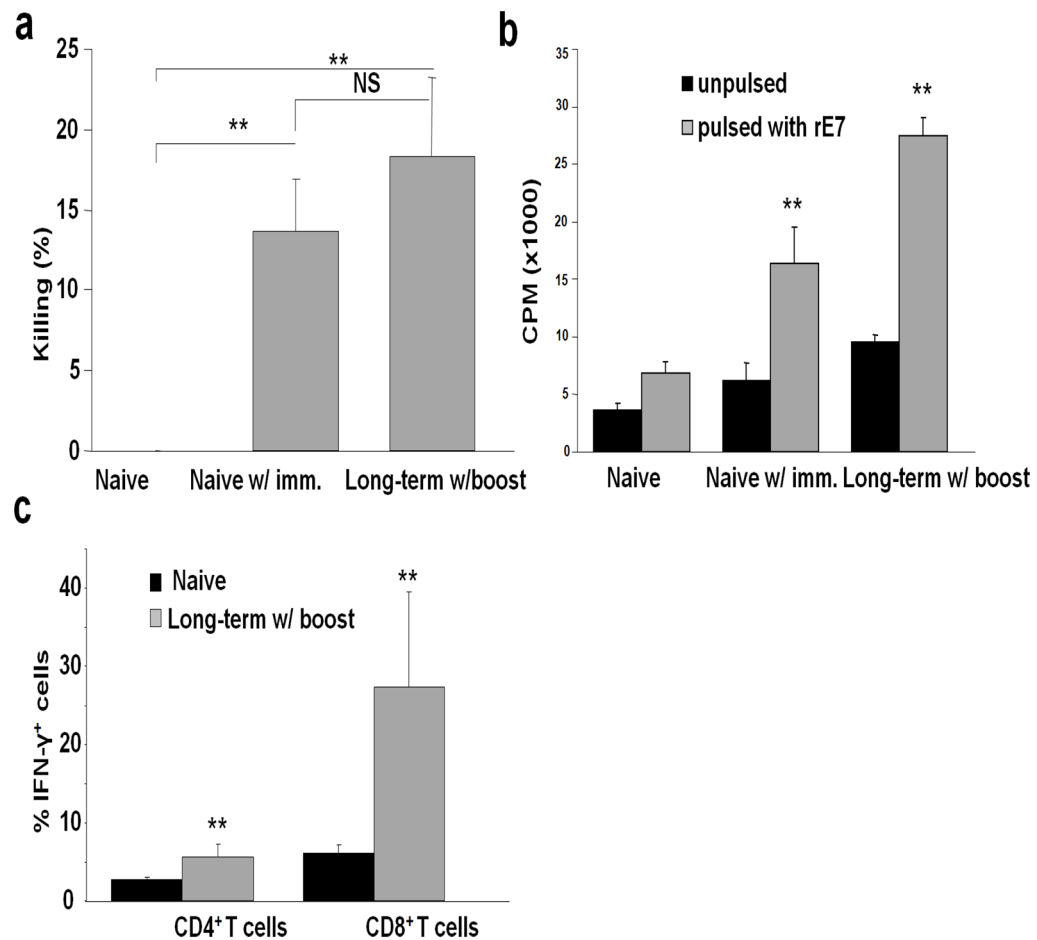 a
25
20
15
10
5
0
Killing (%)
**
NS
**
Naive
Naive w/ imm.
Long-term w/boost
b
35
30
25
20
15
10
5
0
CPM (x1000)
unpulsed
pulsed with rE7
**
**
Naive
Naive w/ imm.
Long-term w/ boost
c
40
30
20
10
0
% IFN-γ⁺ cells
Naive
Long-term w/ boost
**
**
CD4⁺ T cells
CD8⁺ T cells